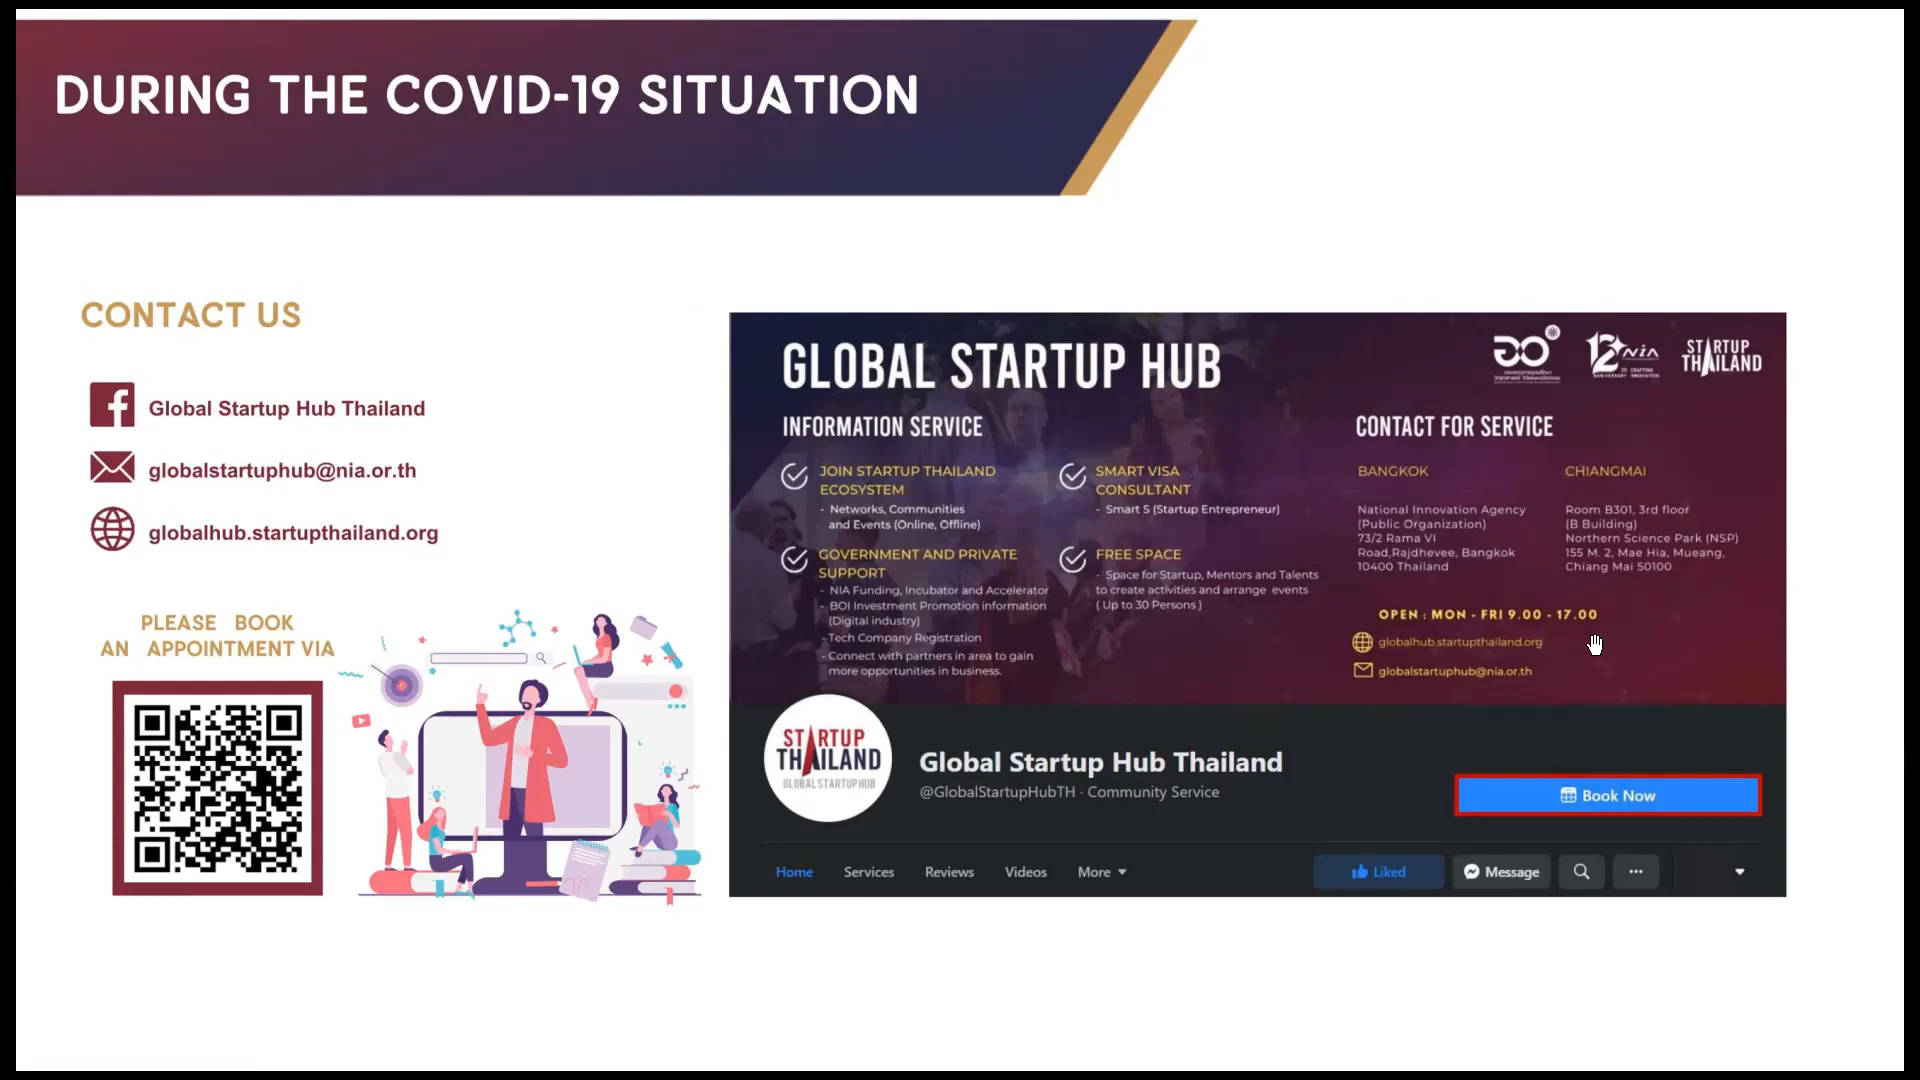 DURING THE COVID-19 SITUATION
CONTACT US
Global Startup Hub Thailand
globalstartuphub@nia.or.th
globalhub.startupthailand.org
PLEASE BOOK
AN APPOINTMENT VIA
GLOBAL STARTUP HUB
STARTUP
THAILAND
INFORMATION SERVICE
JOIN STARTUP THAILAND
ECOSYSTEM
- Networks, Communities
and Events (Online, Offline)
GOVERNMENT AND PRIVATE
SUPPORT
- NIA Funding, Incubator and Accelerator
- BOI Investment Promotion information
(Digital industry)
- Tech Company Registration
- Connect with partners in area to gain
more opportunities in business.
SMART VISA
CONSULTANT
- Smart S (Startup Entrepreneur)
FREE SPACE
- Space for Startup, Mentors and Talents
to create activities and arrange events
( Up to 30 Persons )
CONTACT FOR SERVICE
BANGKOK
National Innovation Agency
(Public Organization)
73/2 Rama VI
Road,Rajdhevee, Bangkok
10400 Thailand
CHIANGMAI
Room B301, 3rd floor
(B Building)
Northern Science Park (NSP)
155 M. 2, Mae Hia, Mueang,
Chiang Mai 50100
OPEN : MON - FRI 9.00 - 17.00
globalhub.startupthailand.org
globalstartuphub@nia.or.th
STARTUP
THAILAND
GLOBAL STARTUP HUB
Global Startup Hub Thailand
@GlobalStartupHubTH · Community Service
Book Now
Home Services Reviews Videos More
Liked Message